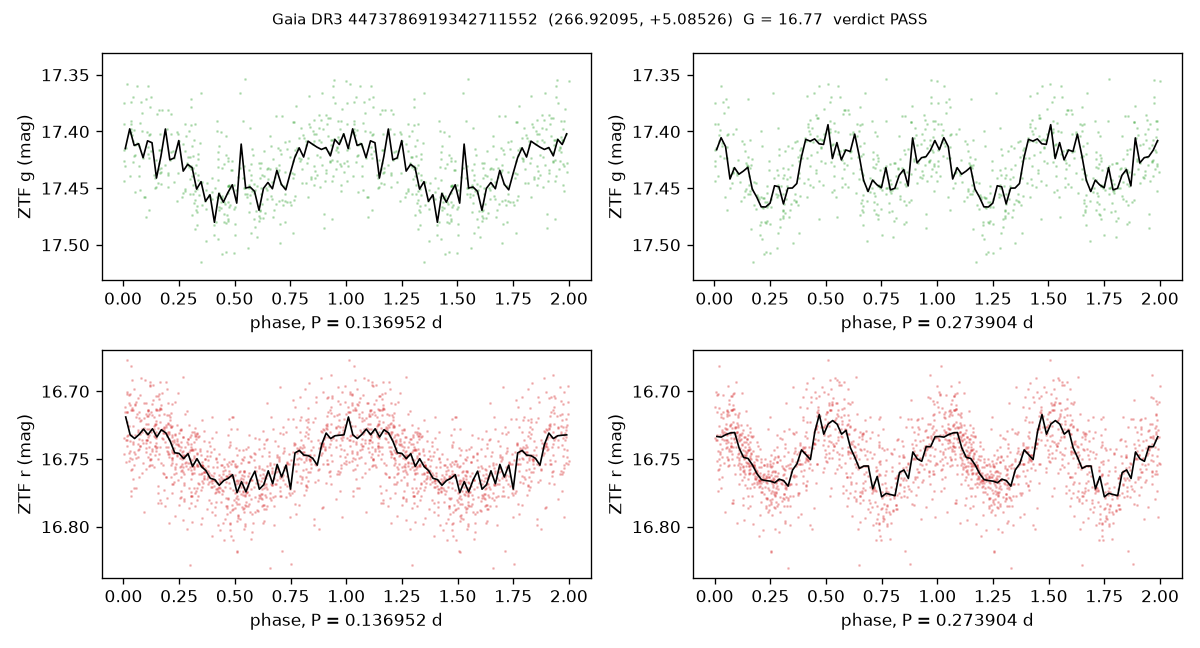 Gaia DR3 4473786919342711552  (266.92095, +5.08526)  G = 16.77  verdict PASS
ZTF g (mag)
17.35
17.40
17.45
17.50
0.00 0.25 0.50 0.75 1.00 1.25 1.50 1.75 2.00
phase, P = 0.136952 d
ZTF g (mag)
17.35
17.40
17.45
17.50
0.00 0.25 0.50 0.75 1.00 1.25 1.50 1.75 2.00
phase, P = 0.273904 d
ZTF r (mag)
16.70
16.75
16.80
0.00 0.25 0.50 0.75 1.00 1.25 1.50 1.75 2.00
phase, P = 0.136952 d
ZTF r (mag)
16.70
16.75
16.80
0.00 0.25 0.50 0.75 1.00 1.25 1.50 1.75 2.00
phase, P = 0.273904 d